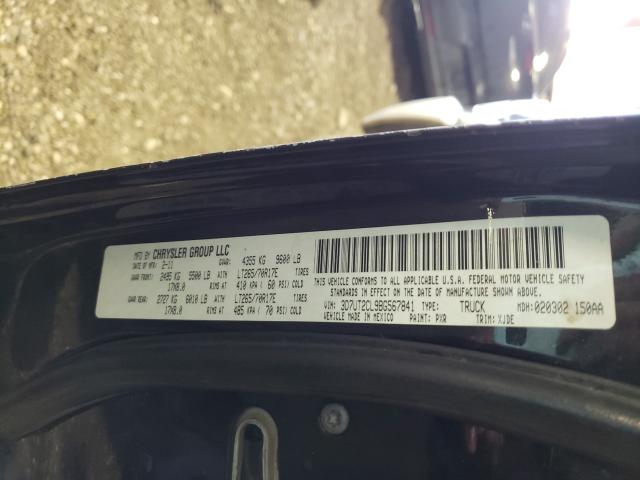 MFD BY CHRYSLER GROUP LLC
DATE OF MFR 2-11 GVWR: 4355 KG 9600 LB
GAWR FRONT: 2495 KG 5500 LB WITH LT265/70R17E TIRES
17X8.0 RIMS AT 410 KPA ( 60 PSI) COLD
GAWR REAR: 2727 KG 6010 LB WITH LT265/70R17E TIRES
17X8.0 RIMS AT 485 KPA ( 70 PSI) COLD
THIS VEHICLE CONFORMS TO ALL APPLICABLE U.S.A. FEDERAL MOTOR VEHICLE SAFETY
STANDARDS IN EFFECT ON THE DATE OF MANUFACTURE SHOWN ABOVE.
VIN: 3D7UT2CL9BG567841 TYPE: TRUCK MDH: 020302 150AA
VEHICLE MADE IN MEXICO PAINT: PXR TRIM: XJDE